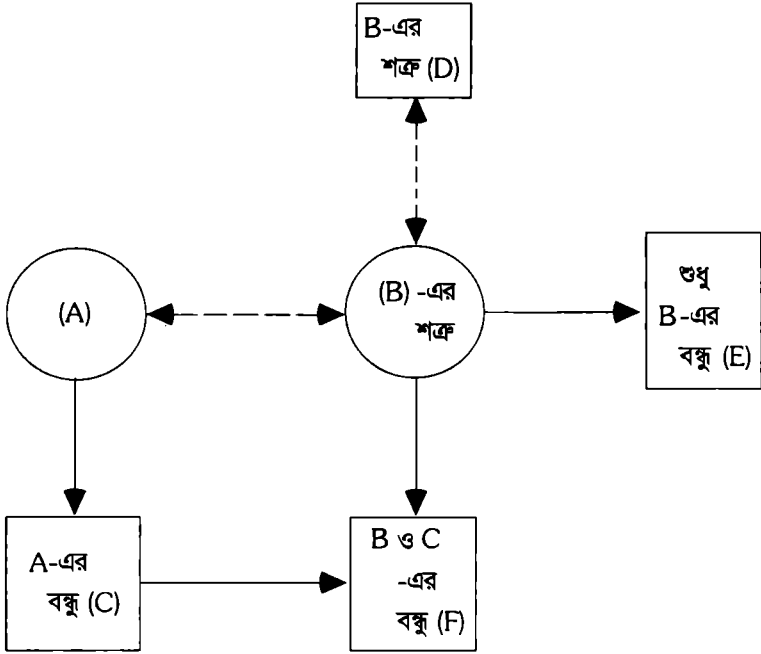 B-এর
শত্রু (D)
(A)
(B) -এর
শত্রু
শুধু
B-এর
বন্ধু (E)
A-এর
বন্ধু (C)
B ও C
-এর
বন্ধু (F)